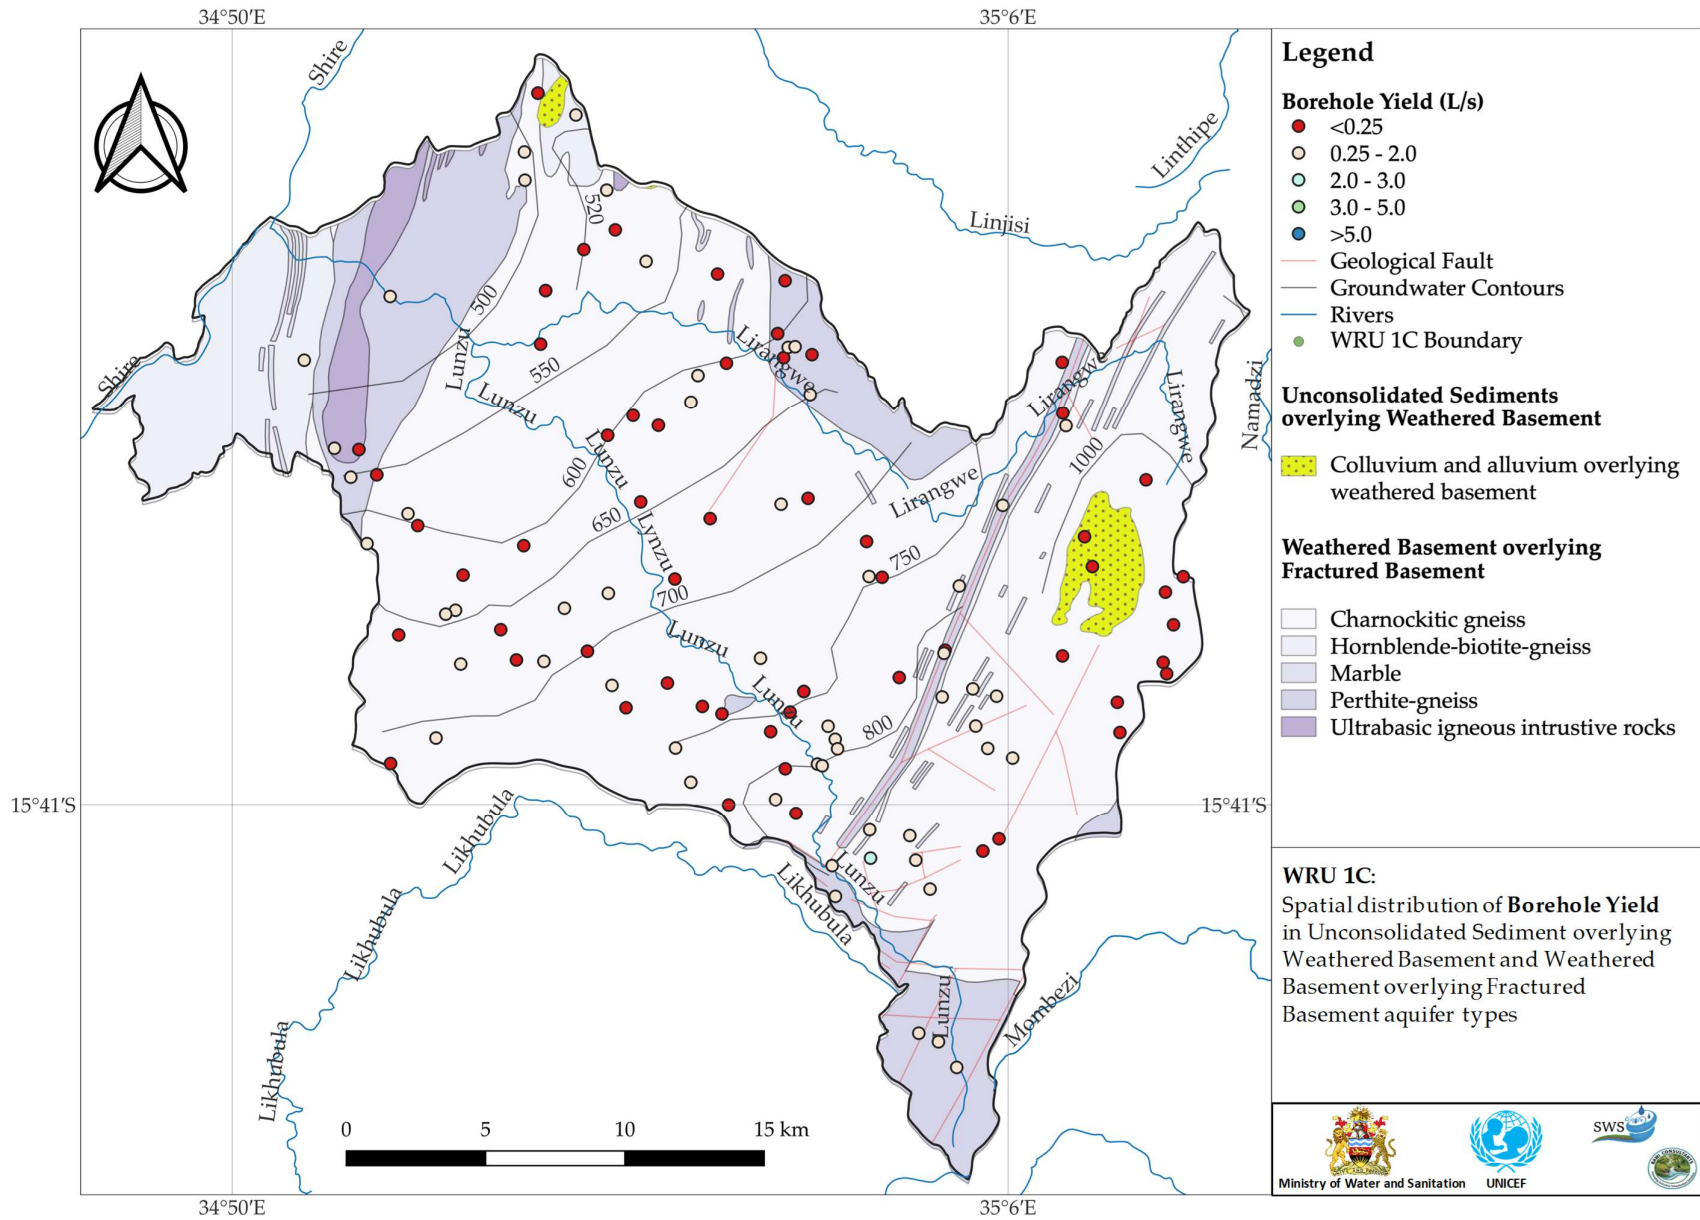 34°50'E
35°6'E
Shire
Linthipe
Linjisi
520
500
Lunzu
Shire
550
Lirangwe
Lunzu
Lirangwe
Lirangwe
Namadzi
1000
Lunzu
600
Lirangwe
650
Lynzu
750
700
Lunzu
Lunzu
800
15°41'S
15°41'S
Likhubula
Lunzu
Likhubula
Likhubula
Lunzu
Mombezi
Likhubula
0 5 10 15 km
34°50'E
35°6'E
Legend
Borehole Yield (L/s)
<0.25
0.25 - 2.0
2.0 - 3.0
3.0 - 5.0
>5.0
Geological Fault
Groundwater Contours
Rivers
WRU 1C Boundary
Unconsolidated Sediments
overlying Weathered Basement
Colluvium and alluvium overlying
weathered basement
Weathered Basement overlying
Fractured Basement
Charnockitic gneiss
Hornblende-biotite-gneiss
Marble
Perthite-gneiss
Ultrabasic igneous intrustive rocks
WRU 1C:
Spatial distribution of Borehole Yield
in Unconsolidated Sediment overlying
Weathered Basement and Weathered
Basement overlying Fractured
Basement aquifer types
Ministry of Water and Sanitation
UNICEF
SWS